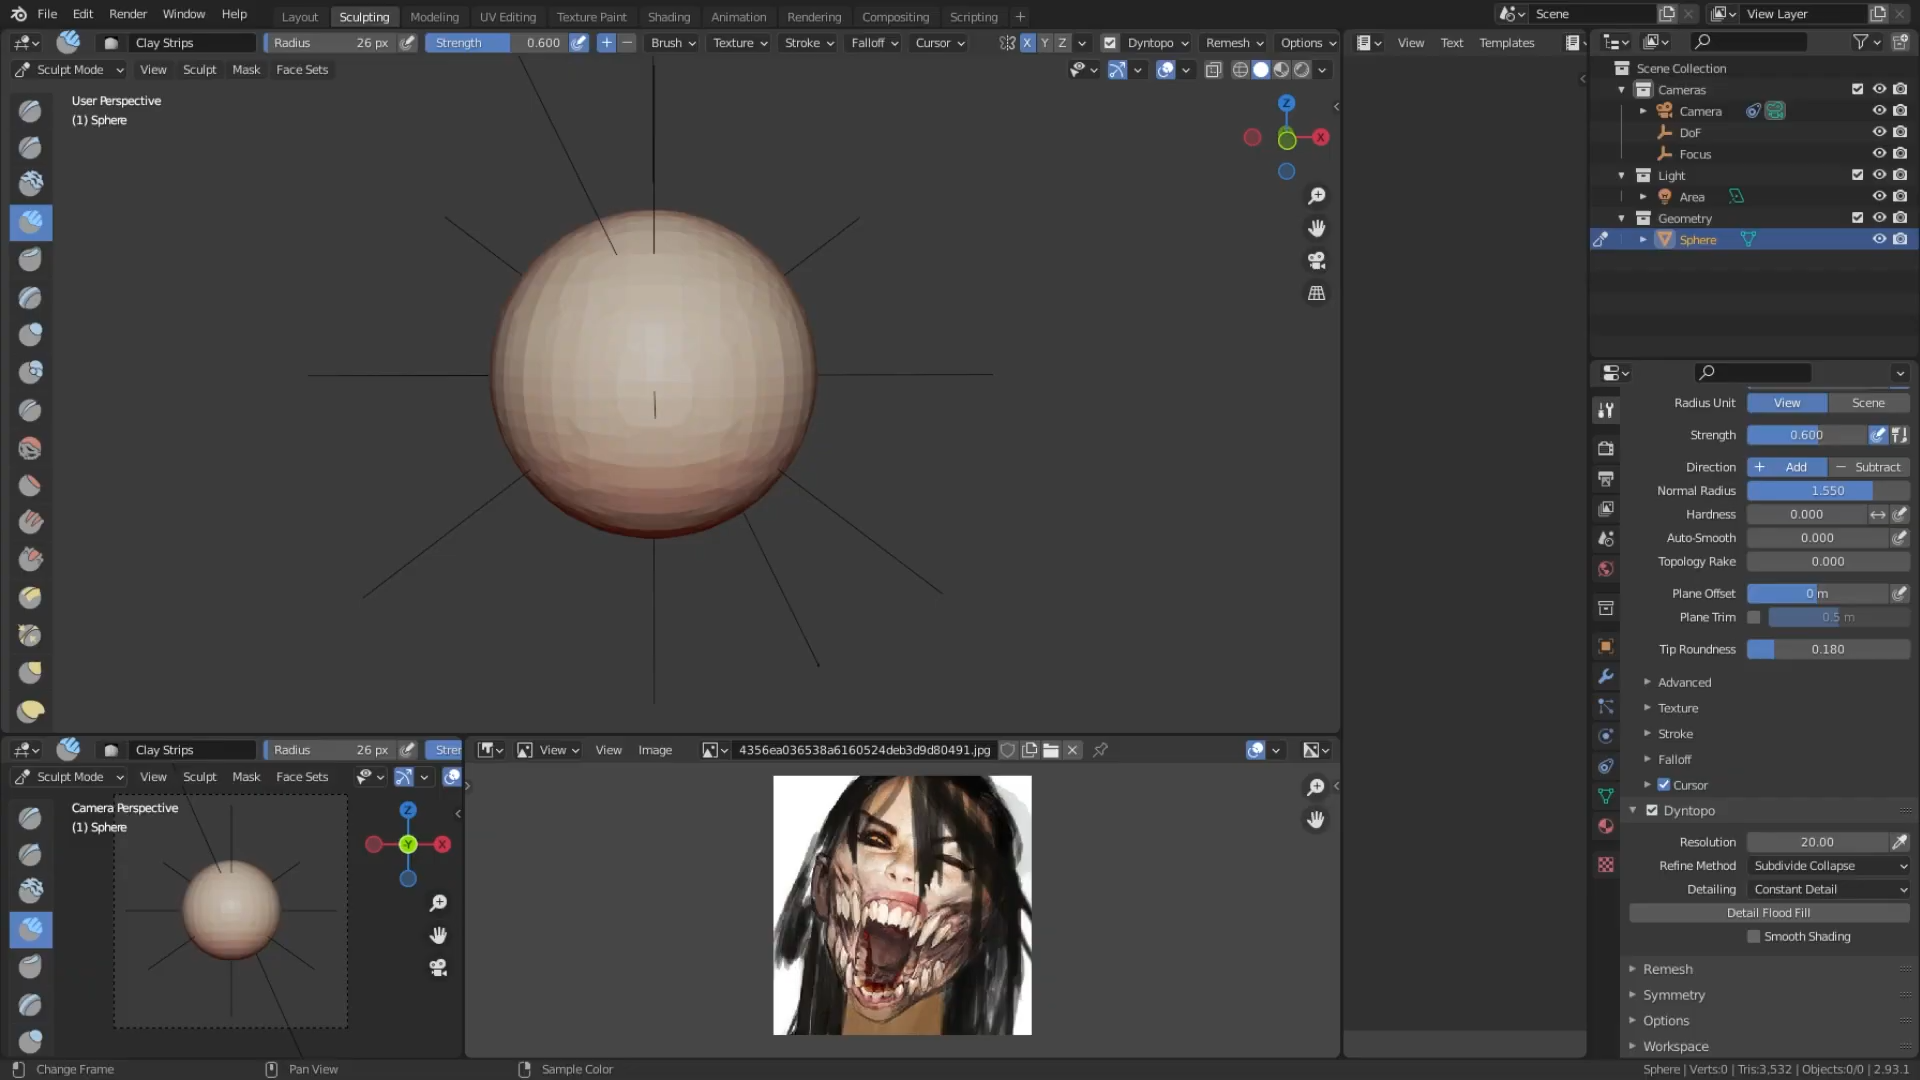 File Edit Render Window Help Layout Sculpting Modeling UV Editing Texture Paint Shading Animation Rendering Compositing Scripting + Scene View Layer
Clay Strips Radius 26 px Strength 0.600 + − Brush Texture Stroke Falloff Cursor X Y Z Dyntopo Remesh Options View Text Templates
Sculpt Mode View Sculpt Mask Face Sets
User Perspective
(1) Sphere
Z
X
Scene Collection
Cameras
Camera
DoF
Focus
Light
Area
Geometry
Sphere
Radius Unit View Scene
Strength 0.600
Direction + Add − Subtract
Normal Radius 1.550
Hardness 0.000
Auto-Smooth 0.000
Topology Rake 0.000
Plane Offset 0 m
Plane Trim 0.5 m
Tip Roundness 0.180
Advanced
Texture
Stroke
Falloff
Cursor
Dyntopo
Resolution 20.00
Refine Method Subdivide Collapse
Detailing Constant Detail
Detail Flood Fill
Smooth Shading
Remesh
Symmetry
Options
Workspace
Clay Strips Radius 26 px Stren
Sculpt Mode View Sculpt Mask Face Sets
Camera Perspective
(1) Sphere
Z
Y X
View View Image 4356ea036538a6160524deb3d9d80491.jpg
Change Frame Pan View Sample Color Sphere | Verts:0 | Tris:3,532 | Objects:0/0 | 2.93.1